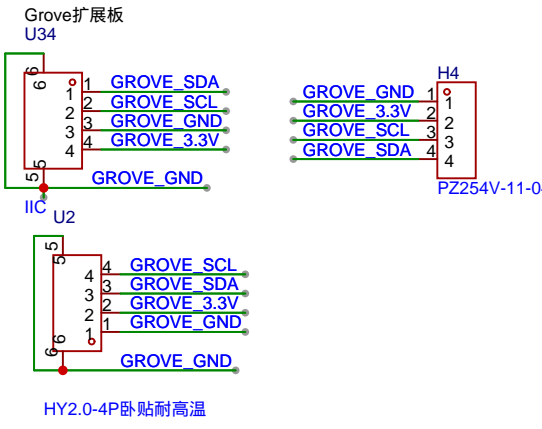 Grove扩展板
U34
6
6
1 1 GROVE_SDA
2 2 GROVE_SCL
3 3 GROVE_GND
4 4 GROVE_3.3V
5
5
GROVE_GND
IIC
H4
GROVE_GND 1 1
GROVE_3.3V 2 2
GROVE_SCL 3 3
GROVE_SDA 4 4
PZ254V-11-0
U2
5
5
4 4 GROVE_SCL
3 3 GROVE_SDA
2 2 GROVE_3.3V
1 1 GROVE_GND
6
6
GROVE_GND
HY2.0-4P卧贴耐高温